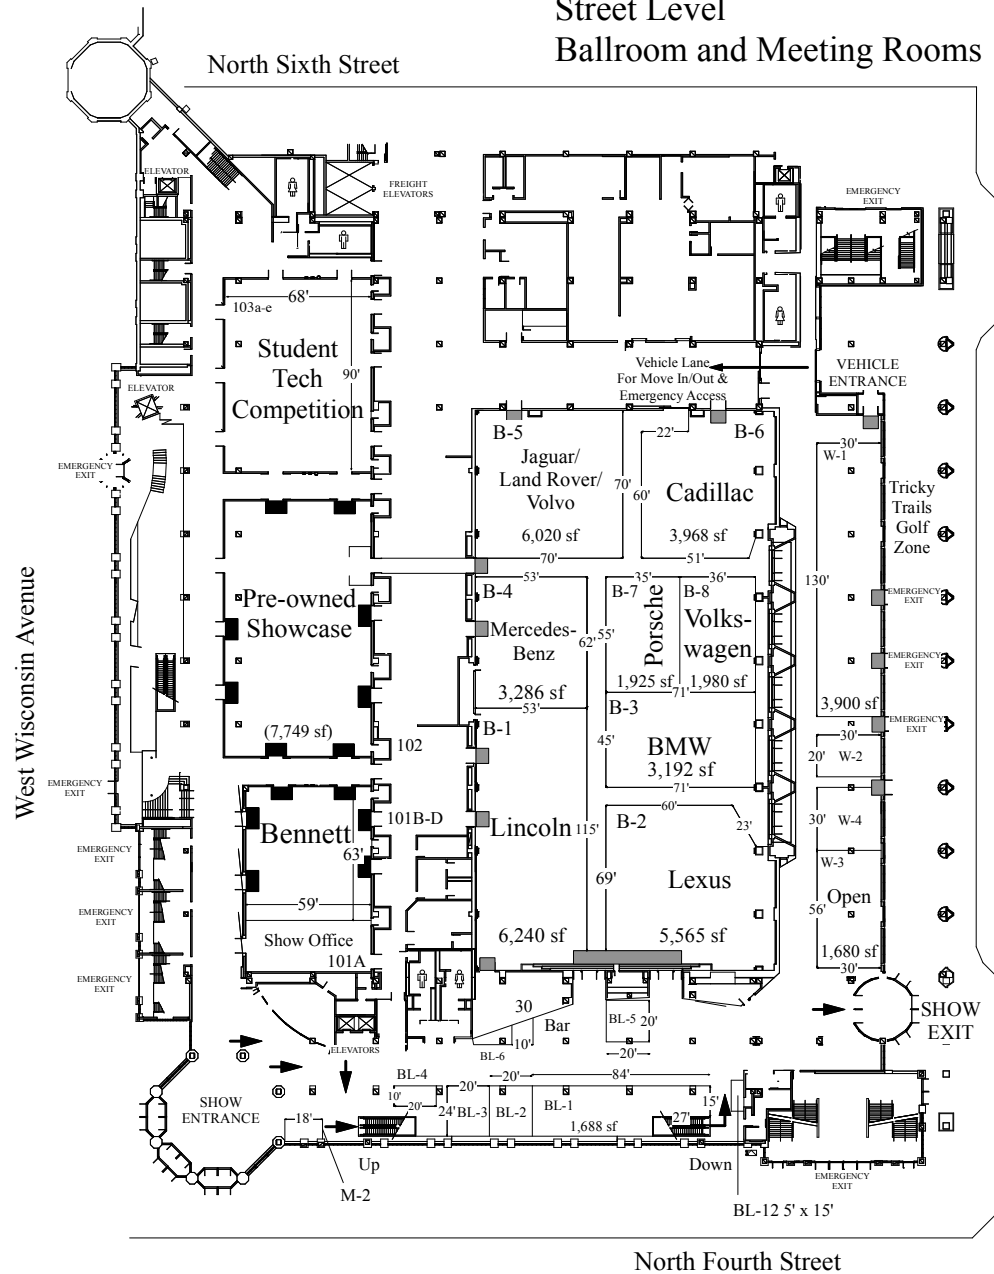 Street Level
Ballroom and Meeting Rooms
North Sixth Street
ELEVATOR
FREIGHT
ELEVATORS
EMERGENCY
EXIT
68'
103a-e
Student
Tech
Competition
90'
Vehicle Lane
For Move In/Out &
Emergency Access
VEHICLE
ENTRANCE
ELEVATOR
EMERGENCY
EXIT
B-5
Jaguar/
Land Rover/
Volvo
6,020 sf
70'
70'
22'
B-6
60'
Cadillac
3,968 sf
51'
30'
W-1
130'
3,900 sf
Tricky
Trails
Golf
Zone
EMERGENCY
EXIT
EMERGENCY
EXIT
EMERGENCY
EXIT
West Wisconsin Avenue
Pre-owned
Showcase
(7,749 sf)
102
53'
B-4
Mercedes-
Benz
62'
3,286 sf
53'
35'
B-7
55'
Porsche
1,925 sf
36'
B-8
Volks-
wagen
1,980 sf
71'
B-3
45'
BMW
3,192 sf
71'
30'
20'
W-2
30'
W-4
W-3
Open
56'
1,680 sf
30'
EMERGENCY
EXIT
EMERGENCY
EXIT
EMERGENCY
EXIT
EMERGENCY
EXIT
Bennett
101B-D
63'
59'
Show Office
101A
B-1
Lincoln
115'
6,240 sf
60'
B-2
23'
69'
Lexus
5,565 sf
30
Bar
10'
BL-6
BL-5
20'
20'
SHOW
EXIT
ELEVATORS
SHOW
ENTRANCE
18'
BL-4
10'
20'
20'
24'
BL-3
20'
BL-2
84'
BL-1
1,688 sf
27'
15'
Up
Down
M-2
EMERGENCY
EXIT
BL-12 5' x 15'
North Fourth Street